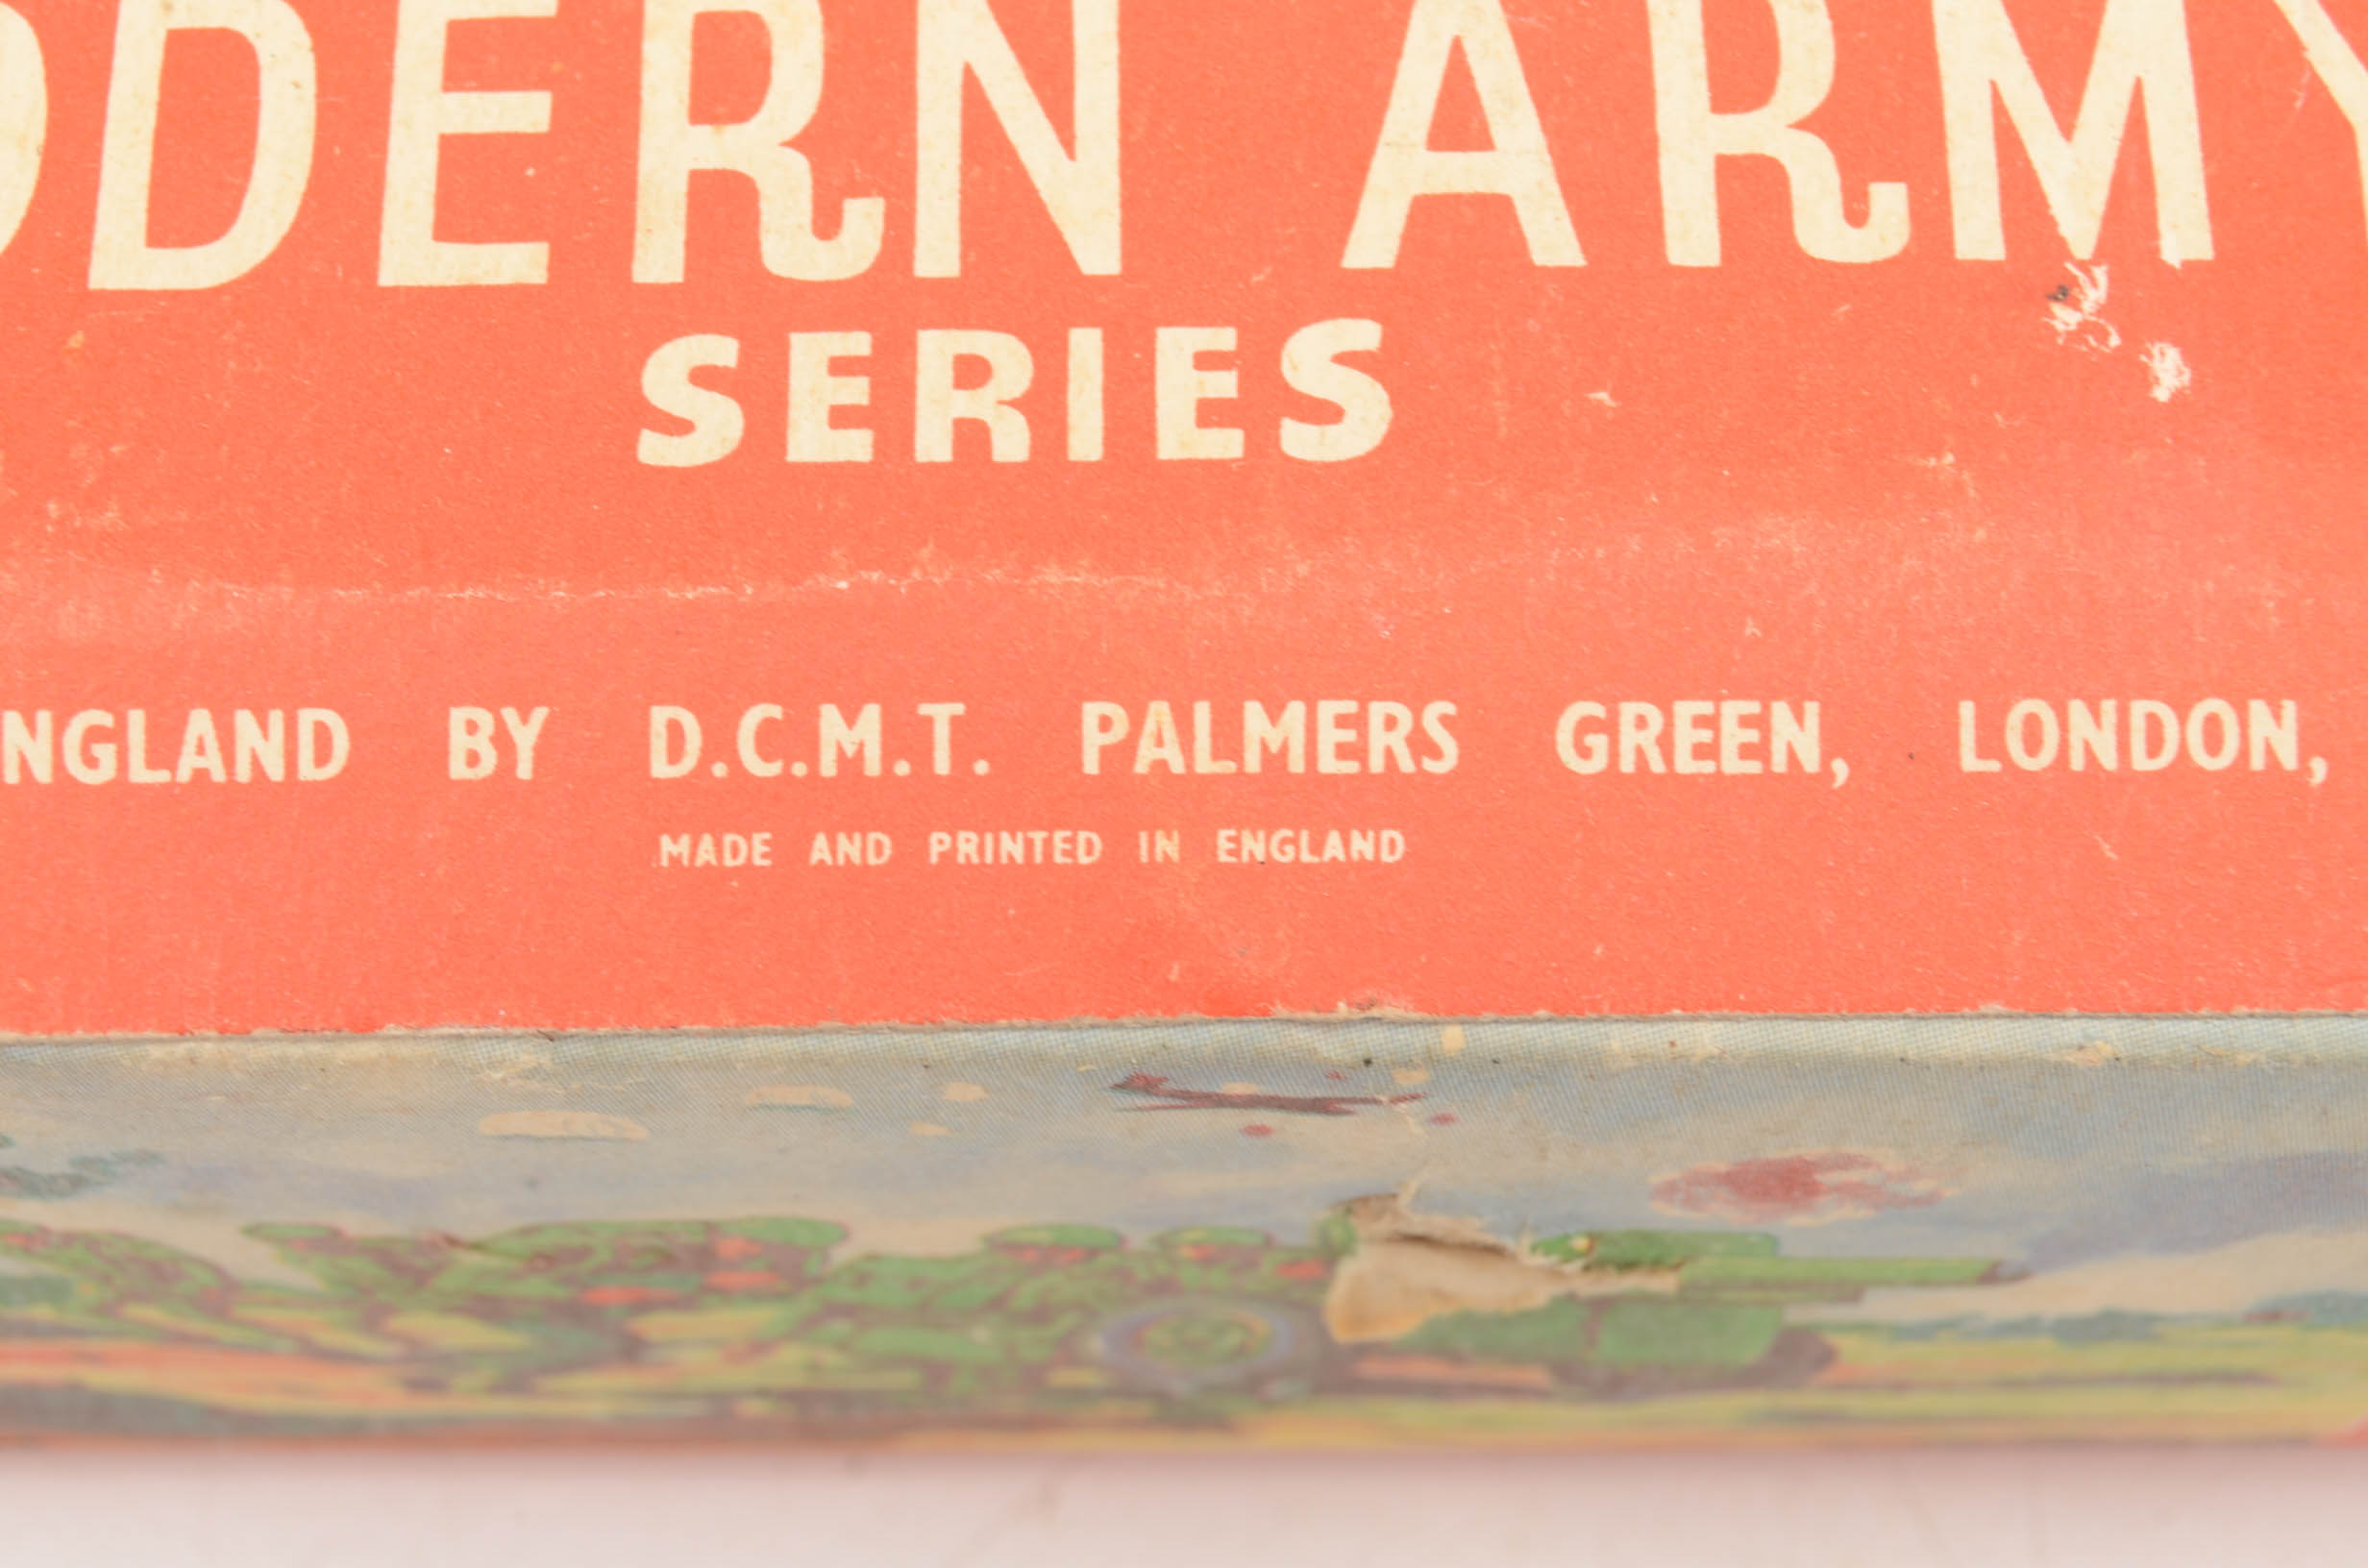 ODERN ARMY
SERIES
NGLAND BY D.C.M.T. PALMERS GREEN, LONDON,
MADE AND PRINTED IN ENGLAND